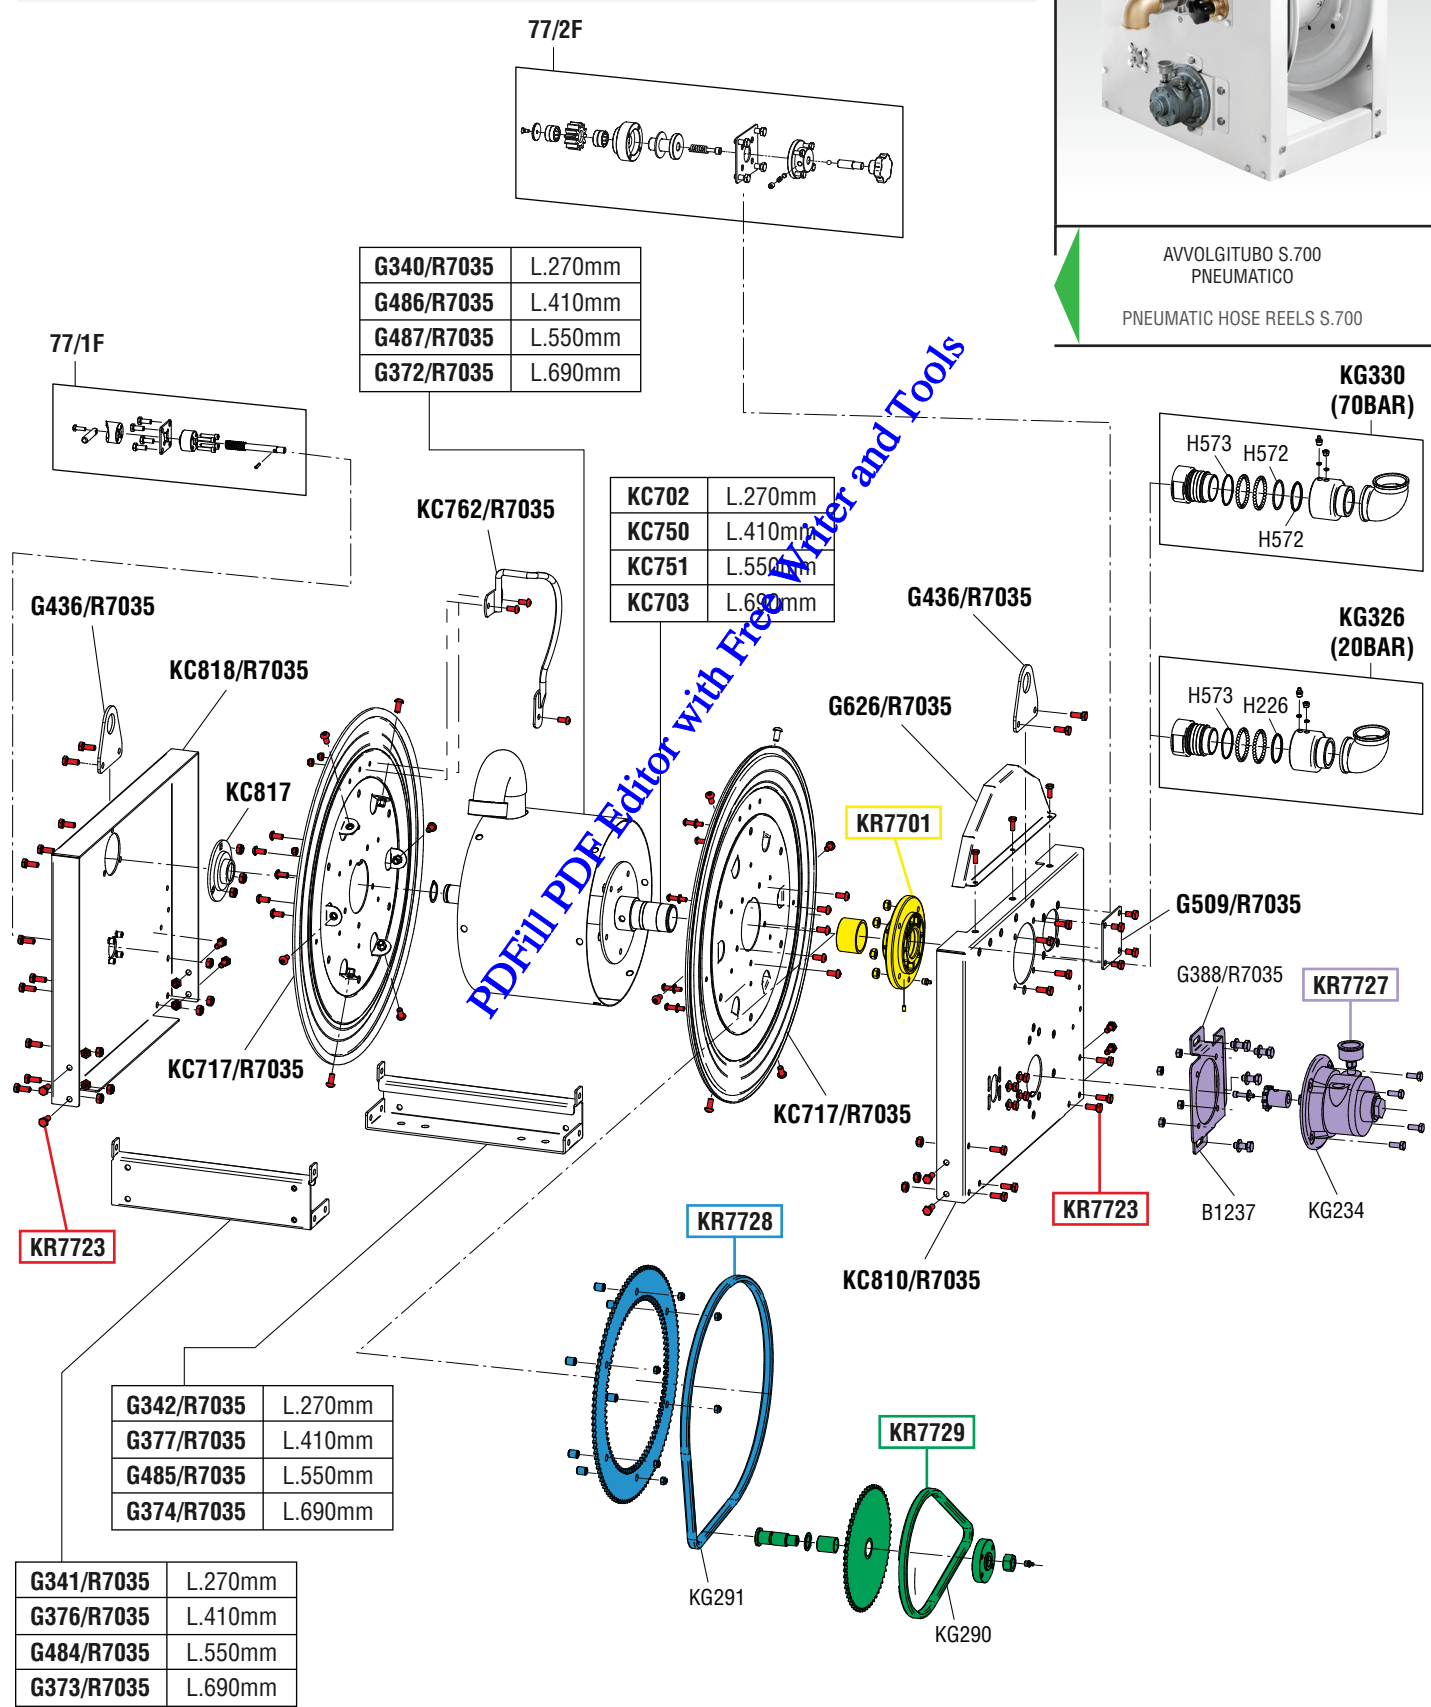 77/2F
AVVOLGITUBO S.700
PNEUMATICO
PNEUMATIC HOSE REELS S.700
G340/R7035 L.270mm
G486/R7035 L.410mm
G487/R7035 L.550mm
G372/R7035 L.690mm
77/1F
KG330
(70BAR)
H573
H572
H572
KC762/R7035
KC702 L.270mm
KC750 L.410mm
KC751 L.550mm
KC703 L.690mm
PDFill PDF Editor with Free Writer and Tools
G436/R7035
G436/R7035
KG326
(20BAR)
KC818/R7035
G626/R7035
H573
H226
KC817
KR7701
G509/R7035
G388/R7035
KR7727
KC717/R7035
KC717/R7035
KR7723
B1237
KG234
KR7723
KR7728
KC810/R7035
G342/R7035 L.270mm
G377/R7035 L.410mm
G485/R7035 L.550mm
G374/R7035 L.690mm
KR7729
G341/R7035 L.270mm
G376/R7035 L.410mm
G484/R7035 L.550mm
G373/R7035 L.690mm
KG291
KG290